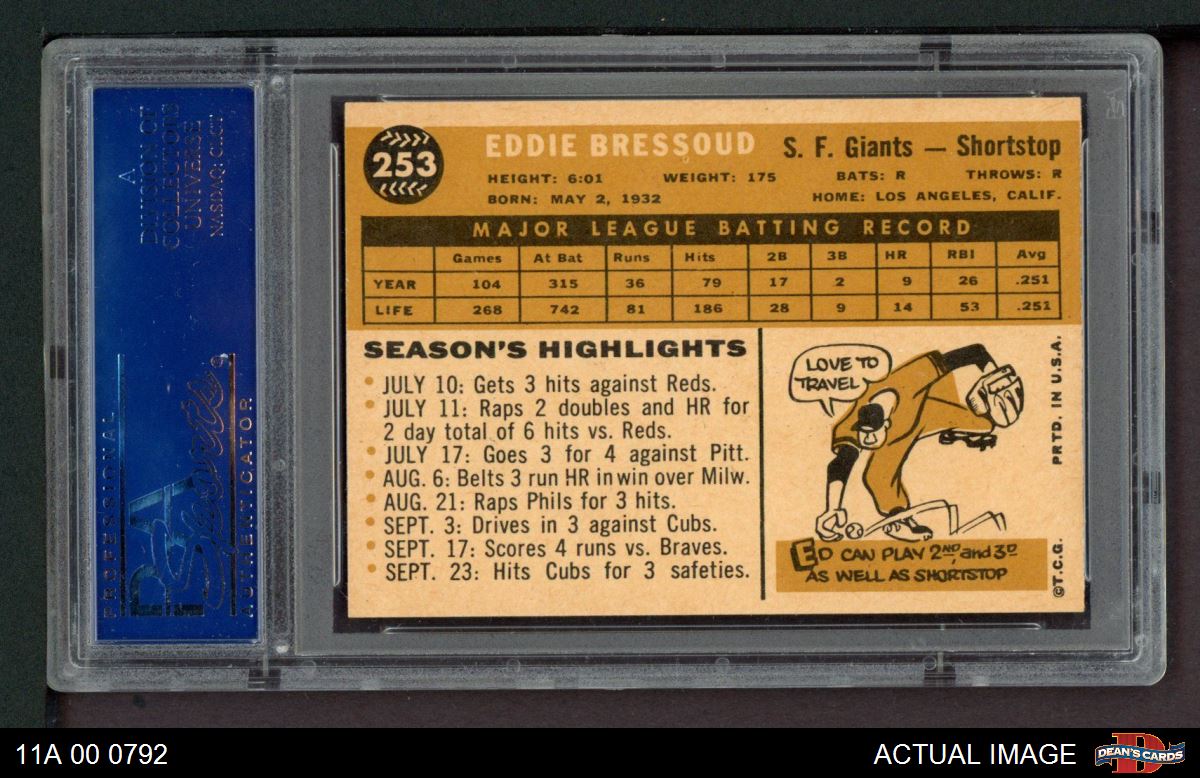 A
DIVISION OF
COLLECTORS
UNIVERSE
NASDAQ: CLCT
PROFESSIONAL
PSA
Sports
AUTHENTICATOR
253
EDDIE BRESSOUD S. F. Giants — Shortstop
HEIGHT: 6:01 WEIGHT: 175 BATS: R THROWS: R
BORN: MAY 2, 1932 HOME: LOS ANGELES, CALIF.
MAJOR LEAGUE BATTING RECORD
Games At Bat Runs Hits 2B 3B HR RBI Avg
YEAR 104 315 36 79 17 2 9 26 .251
LIFE 268 742 81 186 28 9 14 53 .251
SEASON'S HIGHLIGHTS
• JULY 10: Gets 3 hits against Reds.
• JULY 11: Raps 2 doubles and HR for
2 day total of 6 hits vs. Reds.
• JULY 17: Goes 3 for 4 against Pitt.
• AUG. 6: Belts 3 run HR in win over Milw.
• AUG. 21: Raps Phils for 3 hits.
• SEPT. 3: Drives in 3 against Cubs.
• SEPT. 17: Scores 4 runs vs. Braves.
• SEPT. 23: Hits Cubs for 3 safeties.
LOVE TO
TRAVEL
ED CAN PLAY 2ND, and 3D
AS WELL AS SHORTSTOP
PRTD. IN U.S.A.
©T.C.G.
11A 00 0792
ACTUAL IMAGE
D
DEAN'S CARDS